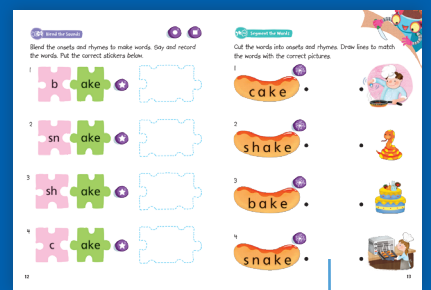 Blend the Sounds
Blend the onsets and rhymes to make words. Say and record
the words. Put the correct stickers below.
1
b ake
2
sn ake
3
sh ake
4
c ake
12
Segment the Words
Cut the words into onsets and rhymes. Draw lines to match
the words with the correct pictures.
1
cake
2
shake
3
bake
4
snake
13